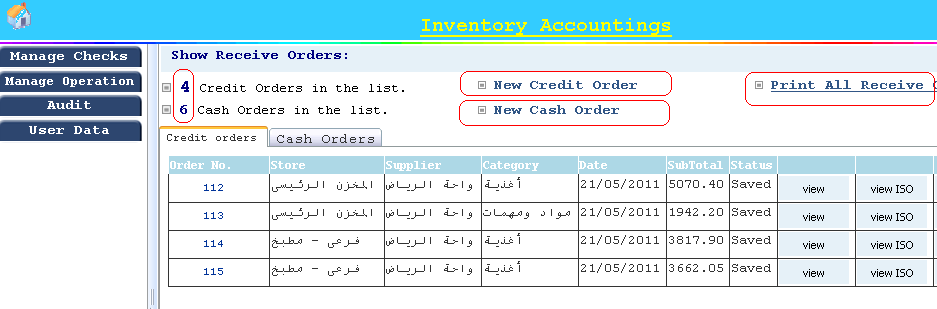 Inventory Accountings
Manage Checks
Manage Operation
Audit
User Data
Show Receive Orders:
4 Credit Orders in the list.
New Credit Order
Print All Receive
6 Cash Orders in the list.
New Cash Order
Credit orders Cash Orders
Order No. Store Supplier Category Date SubTotal Status
112 المخزن الرئيسى واحة الرياض أغذية 21/05/2011 5070.40 Saved view view ISO
113 المخزن الرئيسى واحة الرياض مواد ومهمات 21/05/2011 1942.20 Saved view view ISO
114 فرعى - مطبخ واحة الرياض أغذية 21/05/2011 3817.90 Saved view view ISO
115 فرعى - مطبخ واحة الرياض أغذية 21/05/2011 3662.05 Saved view view ISO